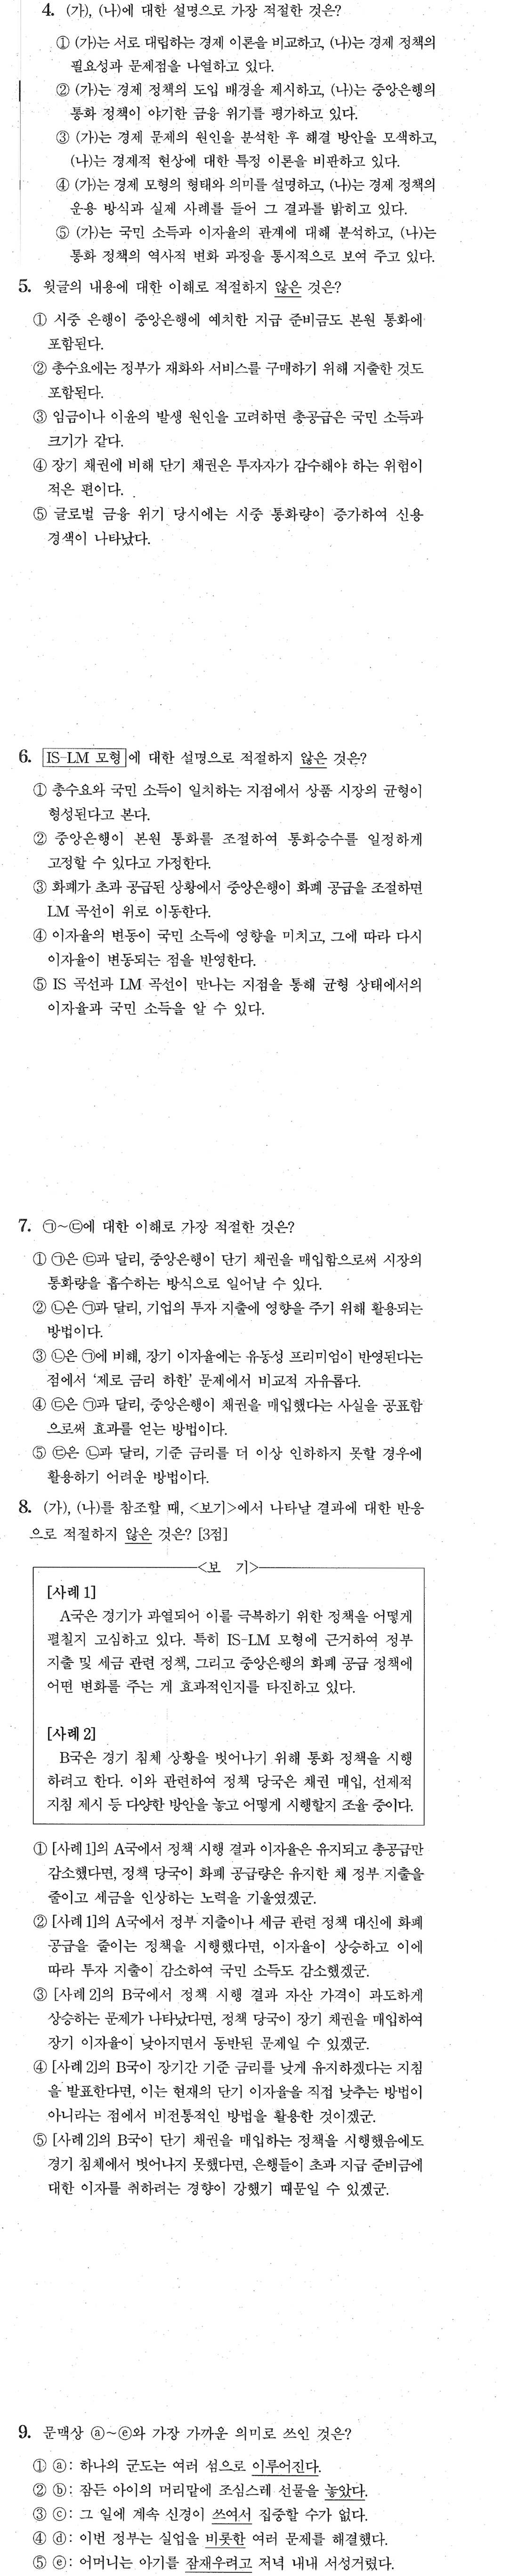 4. (가), (나)에 대한 설명으로 가장 적절한 것은?
① (가)는 서로 대립하는 경제 이론을 비교하고, (나)는 경제 정책의
필요성과 문제점을 나열하고 있다.
② (가)는 경제 정책의 도입 배경을 제시하고, (나)는 중앙은행의
통화 정책이 야기한 금융 위기를 평가하고 있다.
③ (가)는 경제 문제의 원인을 분석한 후 해결 방안을 모색하고,
(나)는 경제적 현상에 대한 특정 이론을 비판하고 있다.
④ (가)는 경제 모형의 형태와 의미를 설명하고, (나)는 경제 정책의
운용 방식과 실제 사례를 들어 그 결과를 밝히고 있다.
⑤ (가)는 국민 소득과 이자율의 관계에 대해 분석하고, (나)는
통화 정책의 역사적 변화 과정을 통시적으로 보여 주고 있다.
5. 윗글의 내용에 대한 이해로 적절하지 않은 것은?
① 시중 은행이 중앙은행에 예치한 지급 준비금도 본원 통화에
포함된다.
② 총수요에는 정부가 재화와 서비스를 구매하기 위해 지출한 것도
포함된다.
③ 임금이나 이윤의 발생 원인을 고려하면 총공급은 국민 소득과
크기가 같다.
④ 장기 채권에 비해 단기 채권은 투자자가 감수해야 하는 위험이
적은 편이다.
⑤ 글로벌 금융 위기 당시에는 시중 통화량이 증가하여 신용
경색이 나타났다.
6. IS-LM 모형에 대한 설명으로 적절하지 않은 것은?
① 총수요와 국민 소득이 일치하는 지점에서 상품 시장의 균형이
형성된다고 본다.
② 중앙은행이 본원 통화를 조절하여 통화승수를 일정하게
고정할 수 있다고 가정한다.
③ 화폐가 초과 공급된 상황에서 중앙은행이 화폐 공급을 조절하면
LM 곡선이 위로 이동한다.
④ 이자율의 변동이 국민 소득에 영향을 미치고, 그에 따라 다시
이자율이 변동되는 점을 반영한다.
⑤ IS 곡선과 LM 곡선이 만나는 지점을 통해 균형 상태에서의
이자율과 국민 소득을 알 수 있다.
7. ㉠~㉢에 대한 이해로 가장 적절한 것은?
① ㉠은 ㉢과 달리, 중앙은행이 단기 채권을 매입함으로써 시장의
통화량을 흡수하는 방식으로 일어날 수 있다.
② ㉡은 ㉠과 달리, 기업의 투자 지출에 영향을 주기 위해 활용되는
방법이다.
③ ㉡은 ㉠에 비해, 장기 이자율에는 유동성 프리미엄이 반영된다는
점에서 '제로 금리 하한' 문제에서 비교적 자유롭다.
④ ㉢은 ㉠과 달리, 중앙은행이 채권을 매입했다는 사실을 공표함
으로써 효과를 얻는 방법이다.
⑤ ㉢은 ㉡과 달리, 기준 금리를 더 이상 인하하지 못할 경우에
활용하기 어려운 방법이다.
8. (가), (나)를 참조할 때, <보기>에서 나타날 결과에 대한 반응
으로 적절하지 않은 것은? [3점]
<보 기>
[사례 1]
A국은 경기가 과열되어 이를 극복하기 위한 정책을 어떻게
펼칠지 고심하고 있다. 특히 IS-LM 모형에 근거하여 정부
지출 및 세금 관련 정책, 그리고 중앙은행의 화폐 공급 정책에
어떤 변화를 주는 게 효과적인지를 타진하고 있다.
[사례 2]
B국은 경기 침체 상황을 벗어나기 위해 통화 정책을 시행
하려고 한다. 이와 관련하여 정책 당국은 채권 매입, 선제적
지침 제시 등 다양한 방안을 놓고 어떻게 시행할지 조율 중이다.
① [사례 1]의 A국에서 정책 시행 결과 이자율은 유지되고 총공급만
감소했다면, 정책 당국이 화폐 공급량은 유지한 채 정부 지출을
줄이고 세금을 인상하는 노력을 기울였겠군.
② [사례 1]의 A국에서 정부 지출이나 세금 관련 정책 대신에 화폐
공급을 줄이는 정책을 시행했다면, 이자율이 상승하고 이에
따라 투자 지출이 감소하여 국민 소득도 감소했겠군.
③ [사례 2]의 B국에서 정책 시행 결과 자산 가격이 과도하게
상승하는 문제가 나타났다면, 정책 당국이 장기 채권을 매입하여
장기 이자율이 낮아지면서 동반된 문제일 수 있겠군.
④ [사례 2]의 B국이 장기간 기준 금리를 낮게 유지하겠다는 지침
을 발표한다면, 이는 현재의 단기 이자율을 직접 낮추는 방법이
아니라는 점에서 비전통적인 방법을 활용한 것이겠군.
⑤ [사례 2]의 B국이 단기 채권을 매입하는 정책을 시행했음에도
경기 침체에서 벗어나지 못했다면, 은행들이 초과 지급 준비금에
대한 이자를 취하려는 경향이 강했기 때문일 수 있겠군.
9. 문맥상 ⓐ~ⓔ와 가장 가까운 의미로 쓰인 것은?
① ⓐ: 하나의 군도는 여러 섬으로 이루어진다.
② ⓑ: 잠든 아이의 머리맡에 조심스레 선물을 놓았다.
③ ⓒ: 그 일에 계속 신경이 쓰여서 집중할 수가 없다.
④ ⓓ: 이번 정부는 실업을 비롯한 여러 문제를 해결했다.
⑤ ⓔ: 어머니는 아기를 잠재우려고 저녁 내내 서성거렸다.